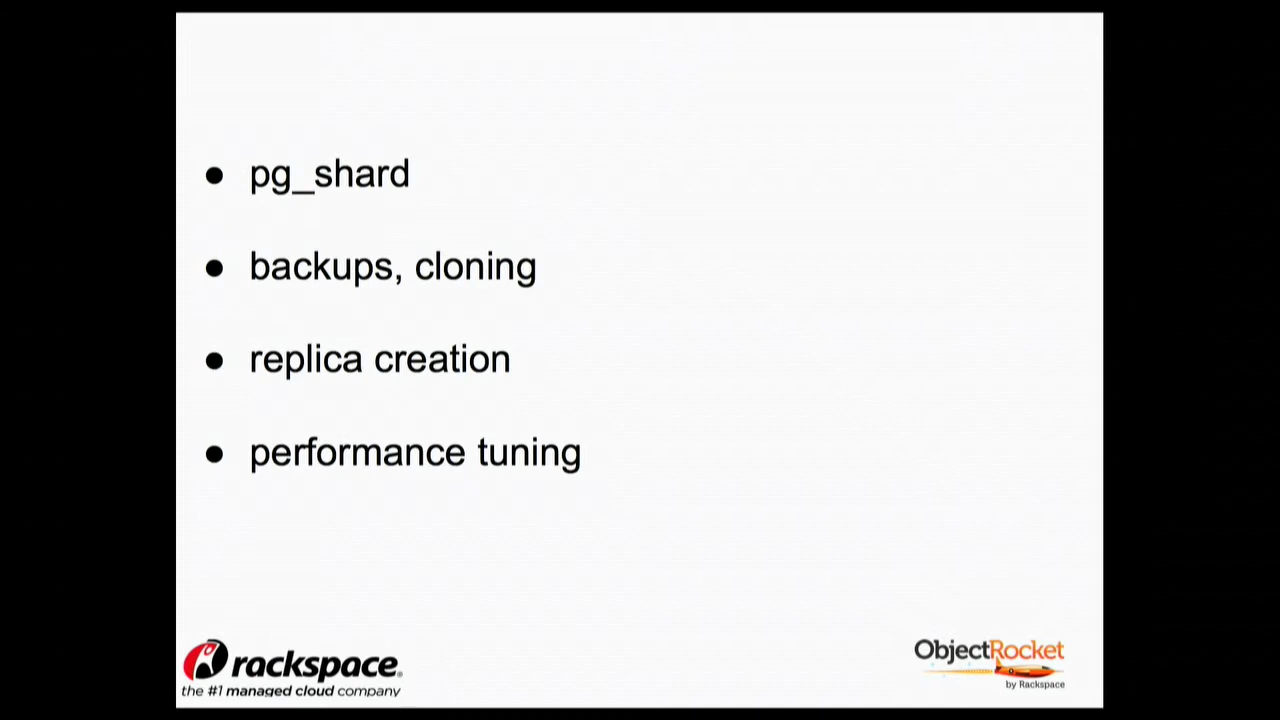 ● pg_shard
● backups, cloning
● replica creation
● performance tuning
rackspace®
the #1 managed cloud company
ObjectRocket
by Rackspace